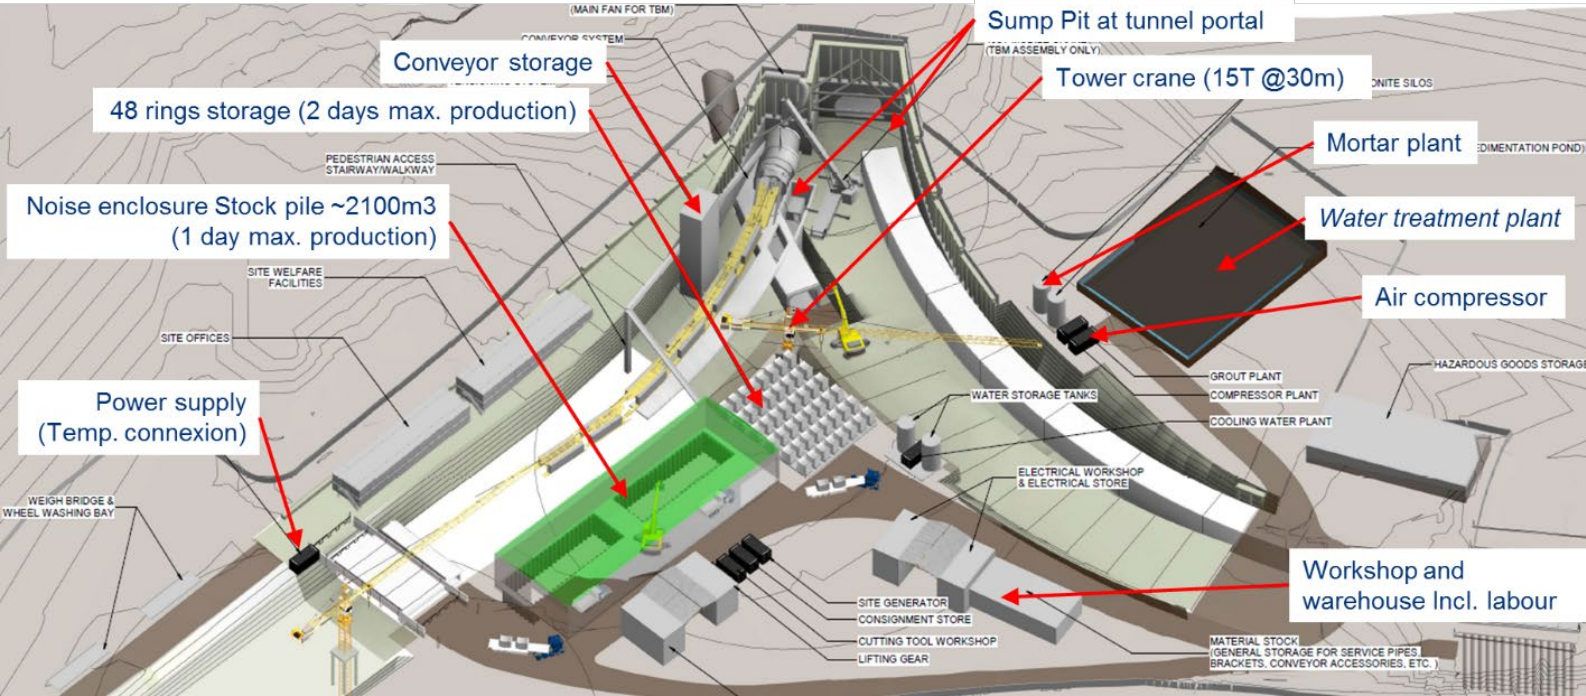 (MAIN FAN FOR TBM)
CONVEYOR SYSTEM
Sump Pit at tunnel portal
(TBM ASSEMBLY ONLY)
Conveyor storage
Tower crane (15T @30m)
ONITE SILOS
48 rings storage (2 days max. production)
Mortar plant
EDIMENTATION POND)
PEDESTRIAN ACCESS
STAIRWAY/WALKWAY
Noise enclosure Stock pile ~2100m3
(1 day max. production)
Water treatment plant
SITE WELFARE
FACILITIES
Air compressor
SITE OFFICES
HAZARDOUS GOODS STORAGE
GROUT PLANT
COMPRESSOR PLANT
WATER STORAGE TANKS
COOLING WATER PLANT
Power supply
(Temp. connexion)
ELECTRICAL WORKSHOP
& ELECTRICAL STORE
WEIGH BRIDGE &
WHEEL WASHING BAY
Workshop and
warehouse Incl. labour
SITE GENERATOR
CONSIGNMENT STORE
CUTTING TOOL WORKSHOP
LIFTING GEAR
MATERIAL STOCK
(GENERAL STORAGE FOR SERVICE PIPES,
BRACKETS, CONVEYOR ACCESSORIES, ETC. )